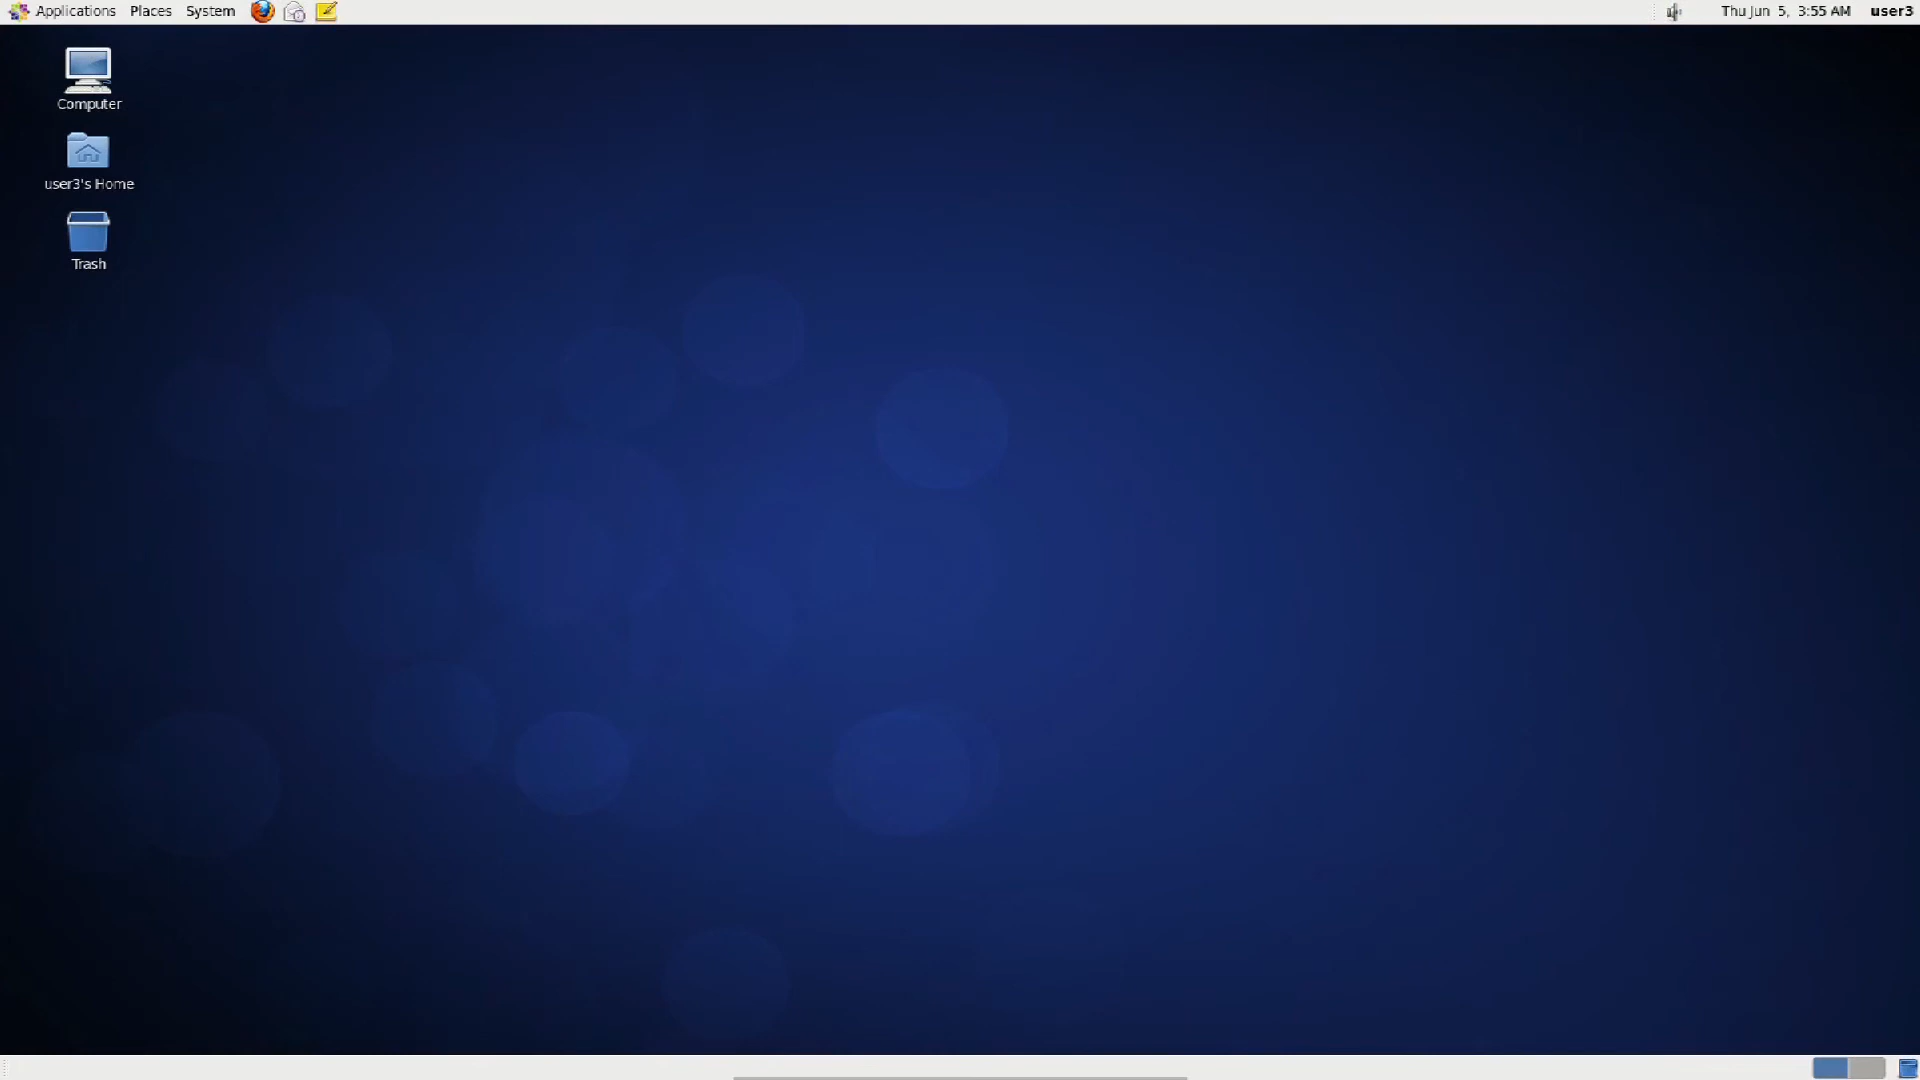 Applications Places System Thu Jun 5, 3:55 AM user3
Computer
user3's Home
Trash